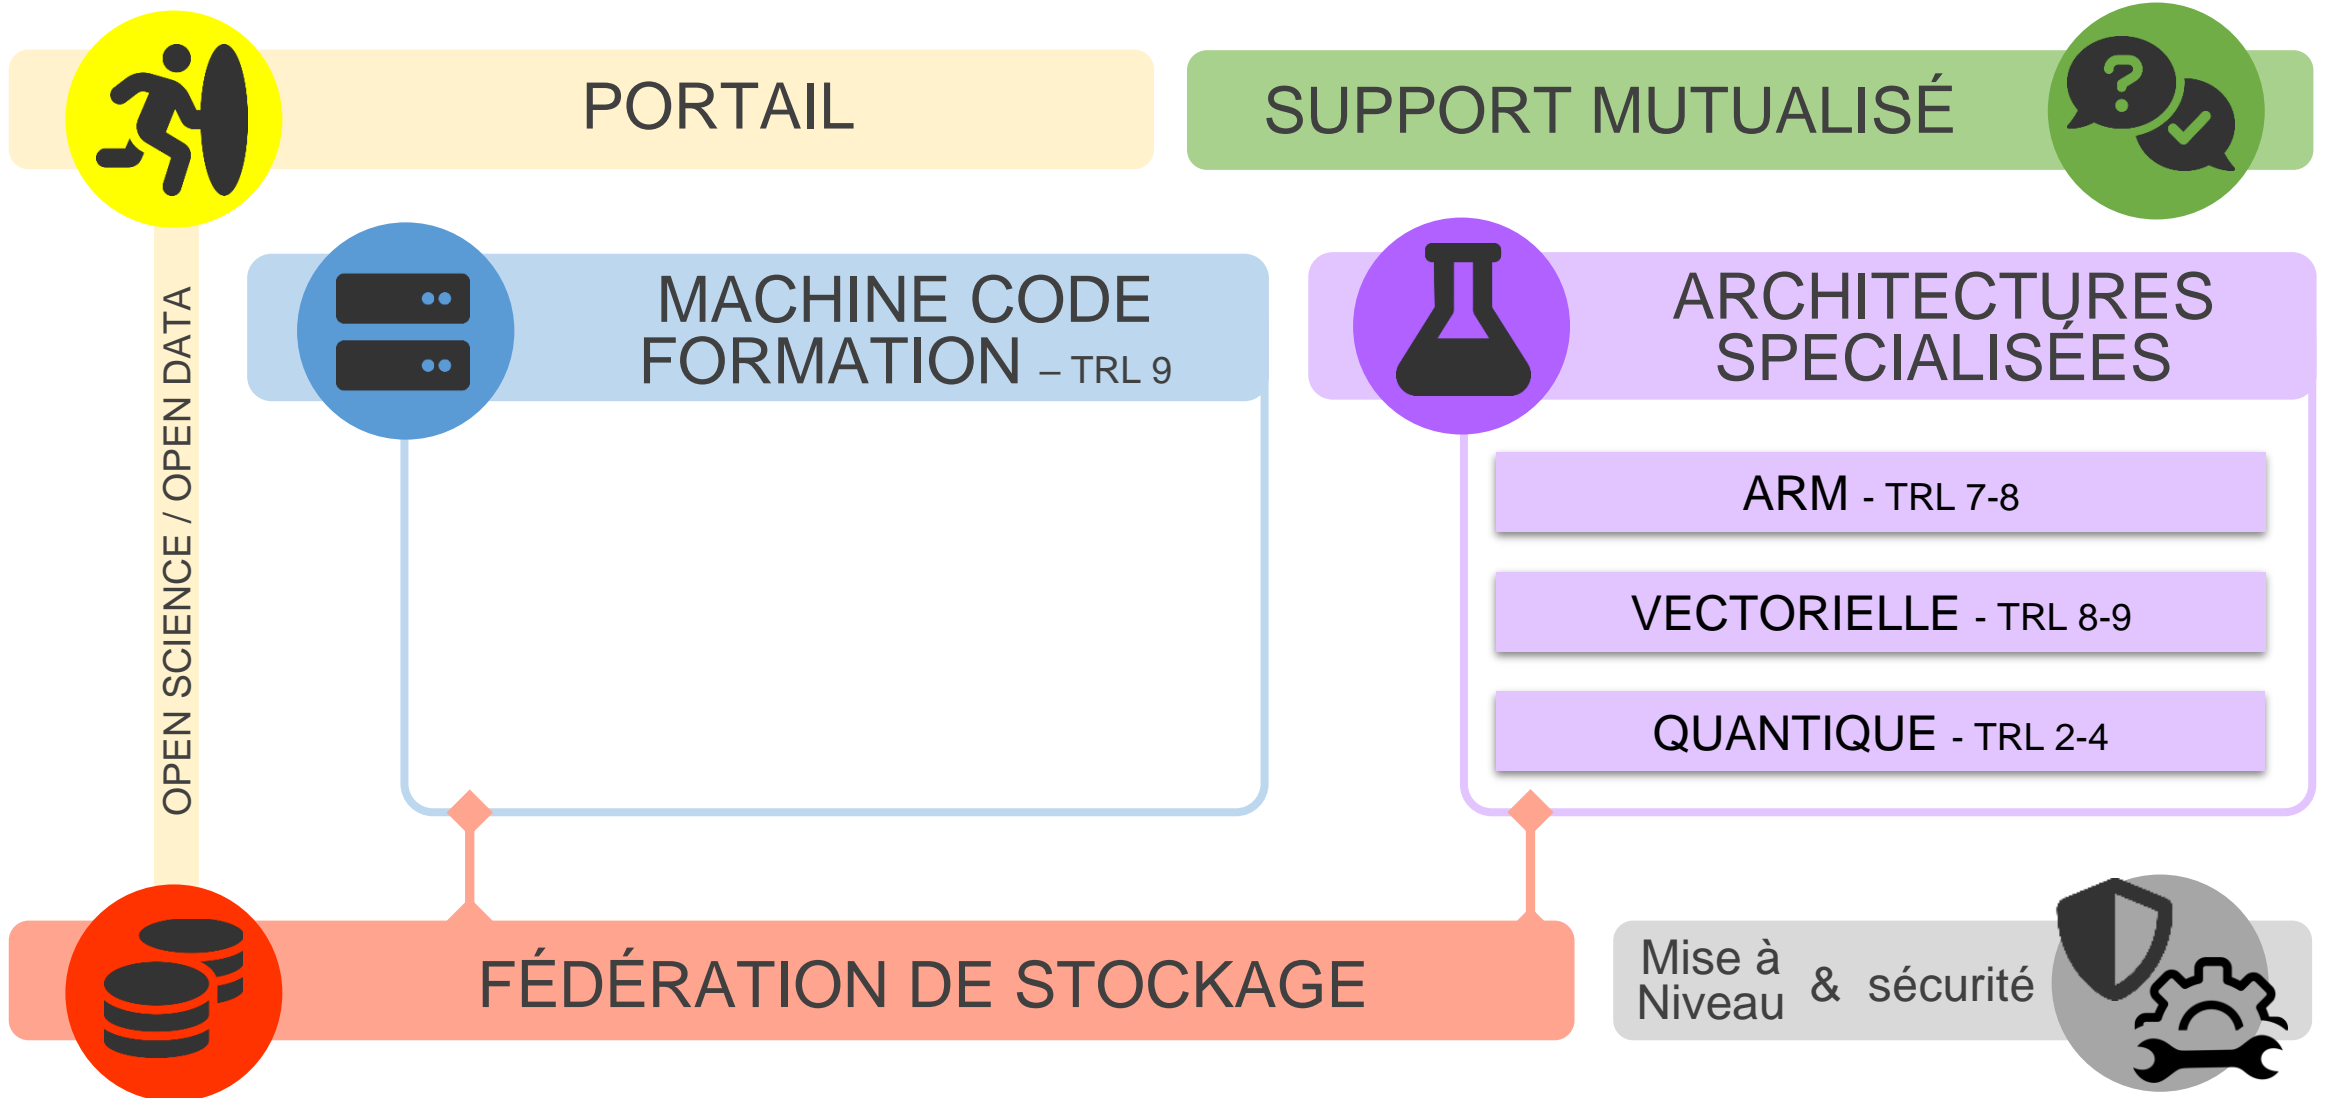 PORTAIL
SUPPORT MUTUALISÉ
MACHINE CODE
FORMATION – TRL 9
ARCHITECTURES
SPECIALISÉES
OPEN SCIENCE / OPEN DATA
ARM - TRL 7-8
VECTORIELLE - TRL 8-9
QUANTIQUE - TRL 2-4
FÉDÉRATION DE STOCKAGE
Mise à
Niveau & sécurité